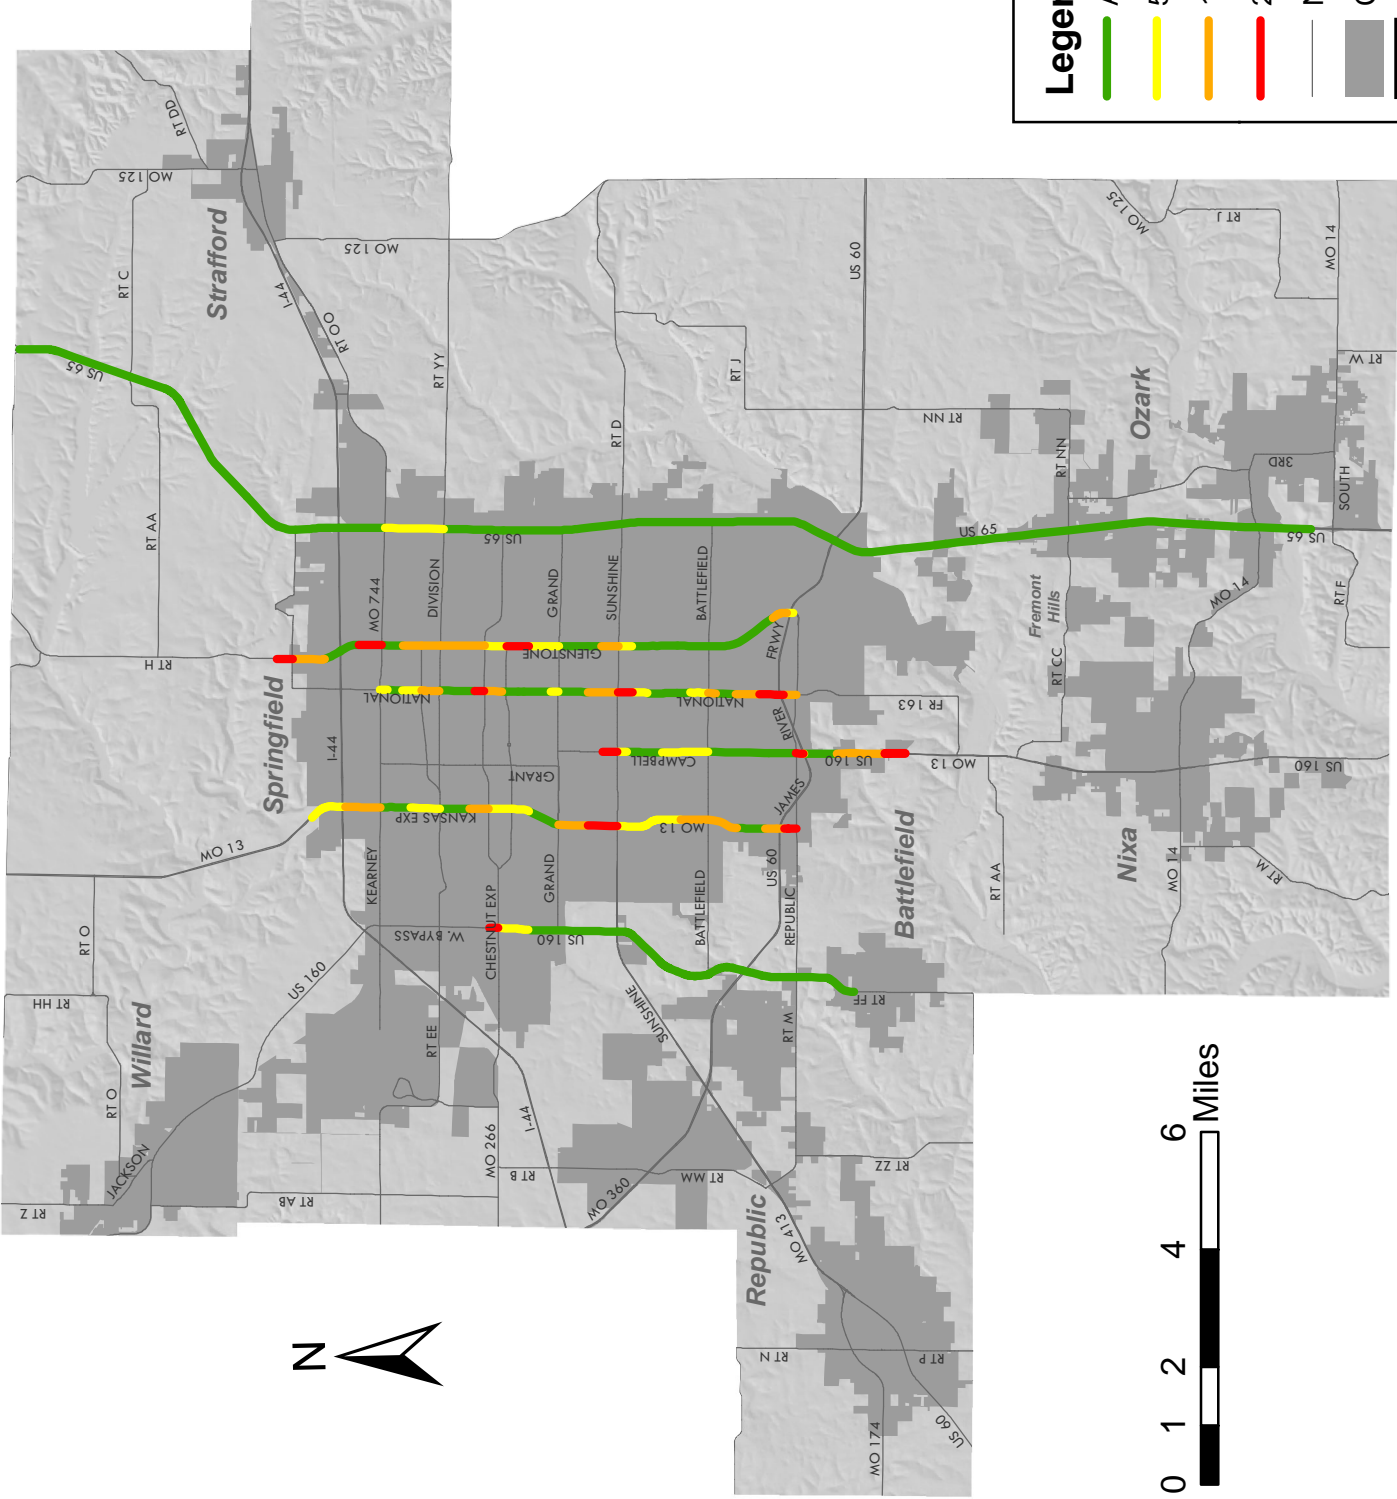 Legen
5
2
RT DD
MO 125
RT C
Strafford
MO 125
I-44
RT OO
US 65
RT YY
RT J
RT D
US 60
MO 125
RT J
MO 14
RT W
RT NN
RT NN
Ozark
3RD
SOUTH
RT AA
RT H
MO 744
DIVISION
US 65
GRAND
SUNSHINE
BATTLEFIELD
US 65
Fremont
Hills
MO 14
US 65
RT F
RT CC
GLENSTONE
FRWY
NATIONAL
NATIONAL
RIVER
FR 163
Springfield
I-44
GRANT
CAMPBELL
US 160
MO 13
US 160
JAMES
KANSAS EXP
MO 13
MO 13
KEARNEY
GRAND
US 60
REPUBLIC
BATTLEFIELD
Battlefield
RT AA
Nixa
MO 14
RT M
RT O
W. BYPASS
CHESTNUT EXP
US 160
US 160
RT HH
Willard
RT EE
SUNSHINE
RT M
RT FF
RT O
JACKSON
MO 266
I-44
RT B
RT MM
RT ZZ
RT Z
RT AB
MO 360
Republic
MO 413
RT N
RT P
MO 174
US 60
N
0 1 2 4 6
Miles